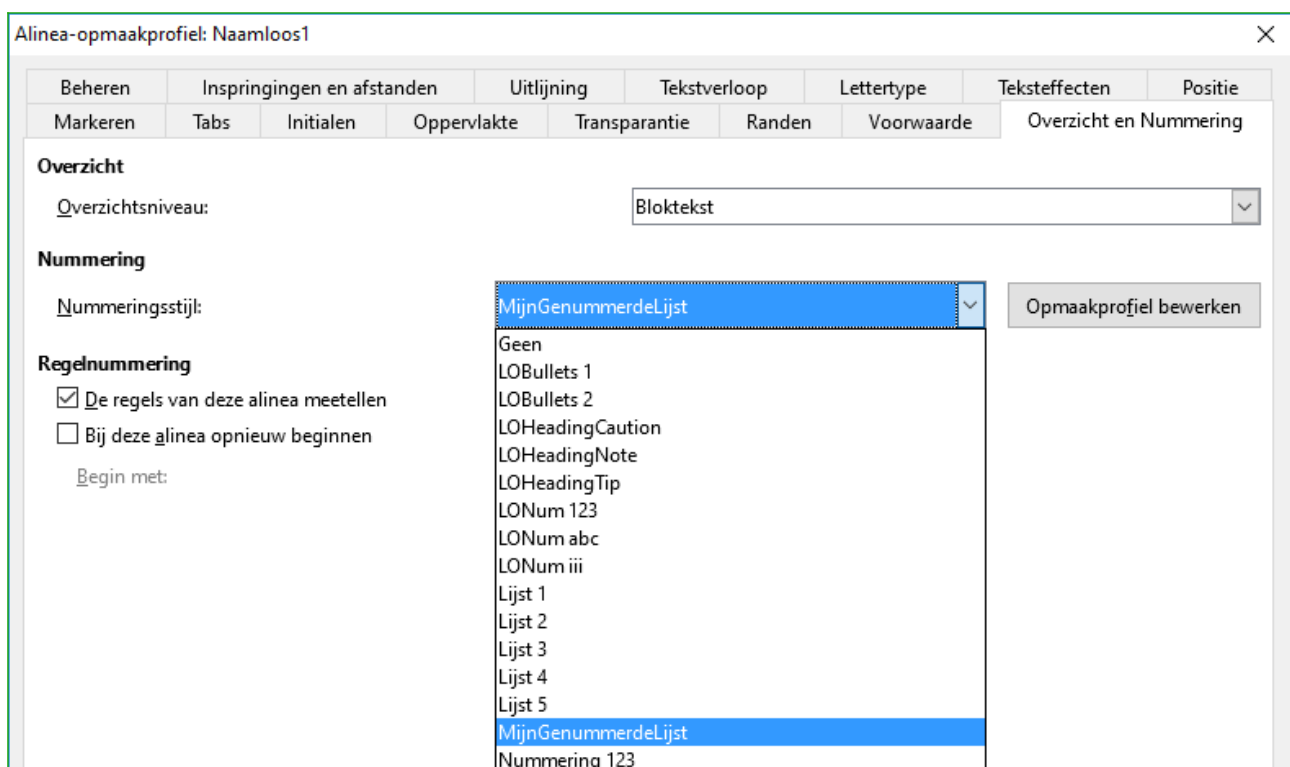 Alinea-opmaakprofiel: Naamloos1
Beheren Inspringingen en afstanden Uitlijning Tekstverloop Lettertype Teksteffecten Positie
Markeren Tabs Initialen Oppervlakte Transparantie Randen Voorwaarde Overzicht en Nummering
Overzicht
Overzichtsniveau: Bloktekst
Nummering
Nummeringsstijl: MijnGenummerdeLijst Opmaakprofiel bewerken
Geen
Regelnummering
LOBullets 1
De regels van deze alinea meetellen LOBullets 2
LOHeadingCaution
Bij deze alinea opnieuw beginnen
LOHeadingNote
Begin met: LOHeadingTip
LONum 123
LONum abc
LONum iii
Lijst 1
Lijst 2
Lijst 3
Lijst 4
Lijst 5
MijnGenummerdeLijst
Nummering 123